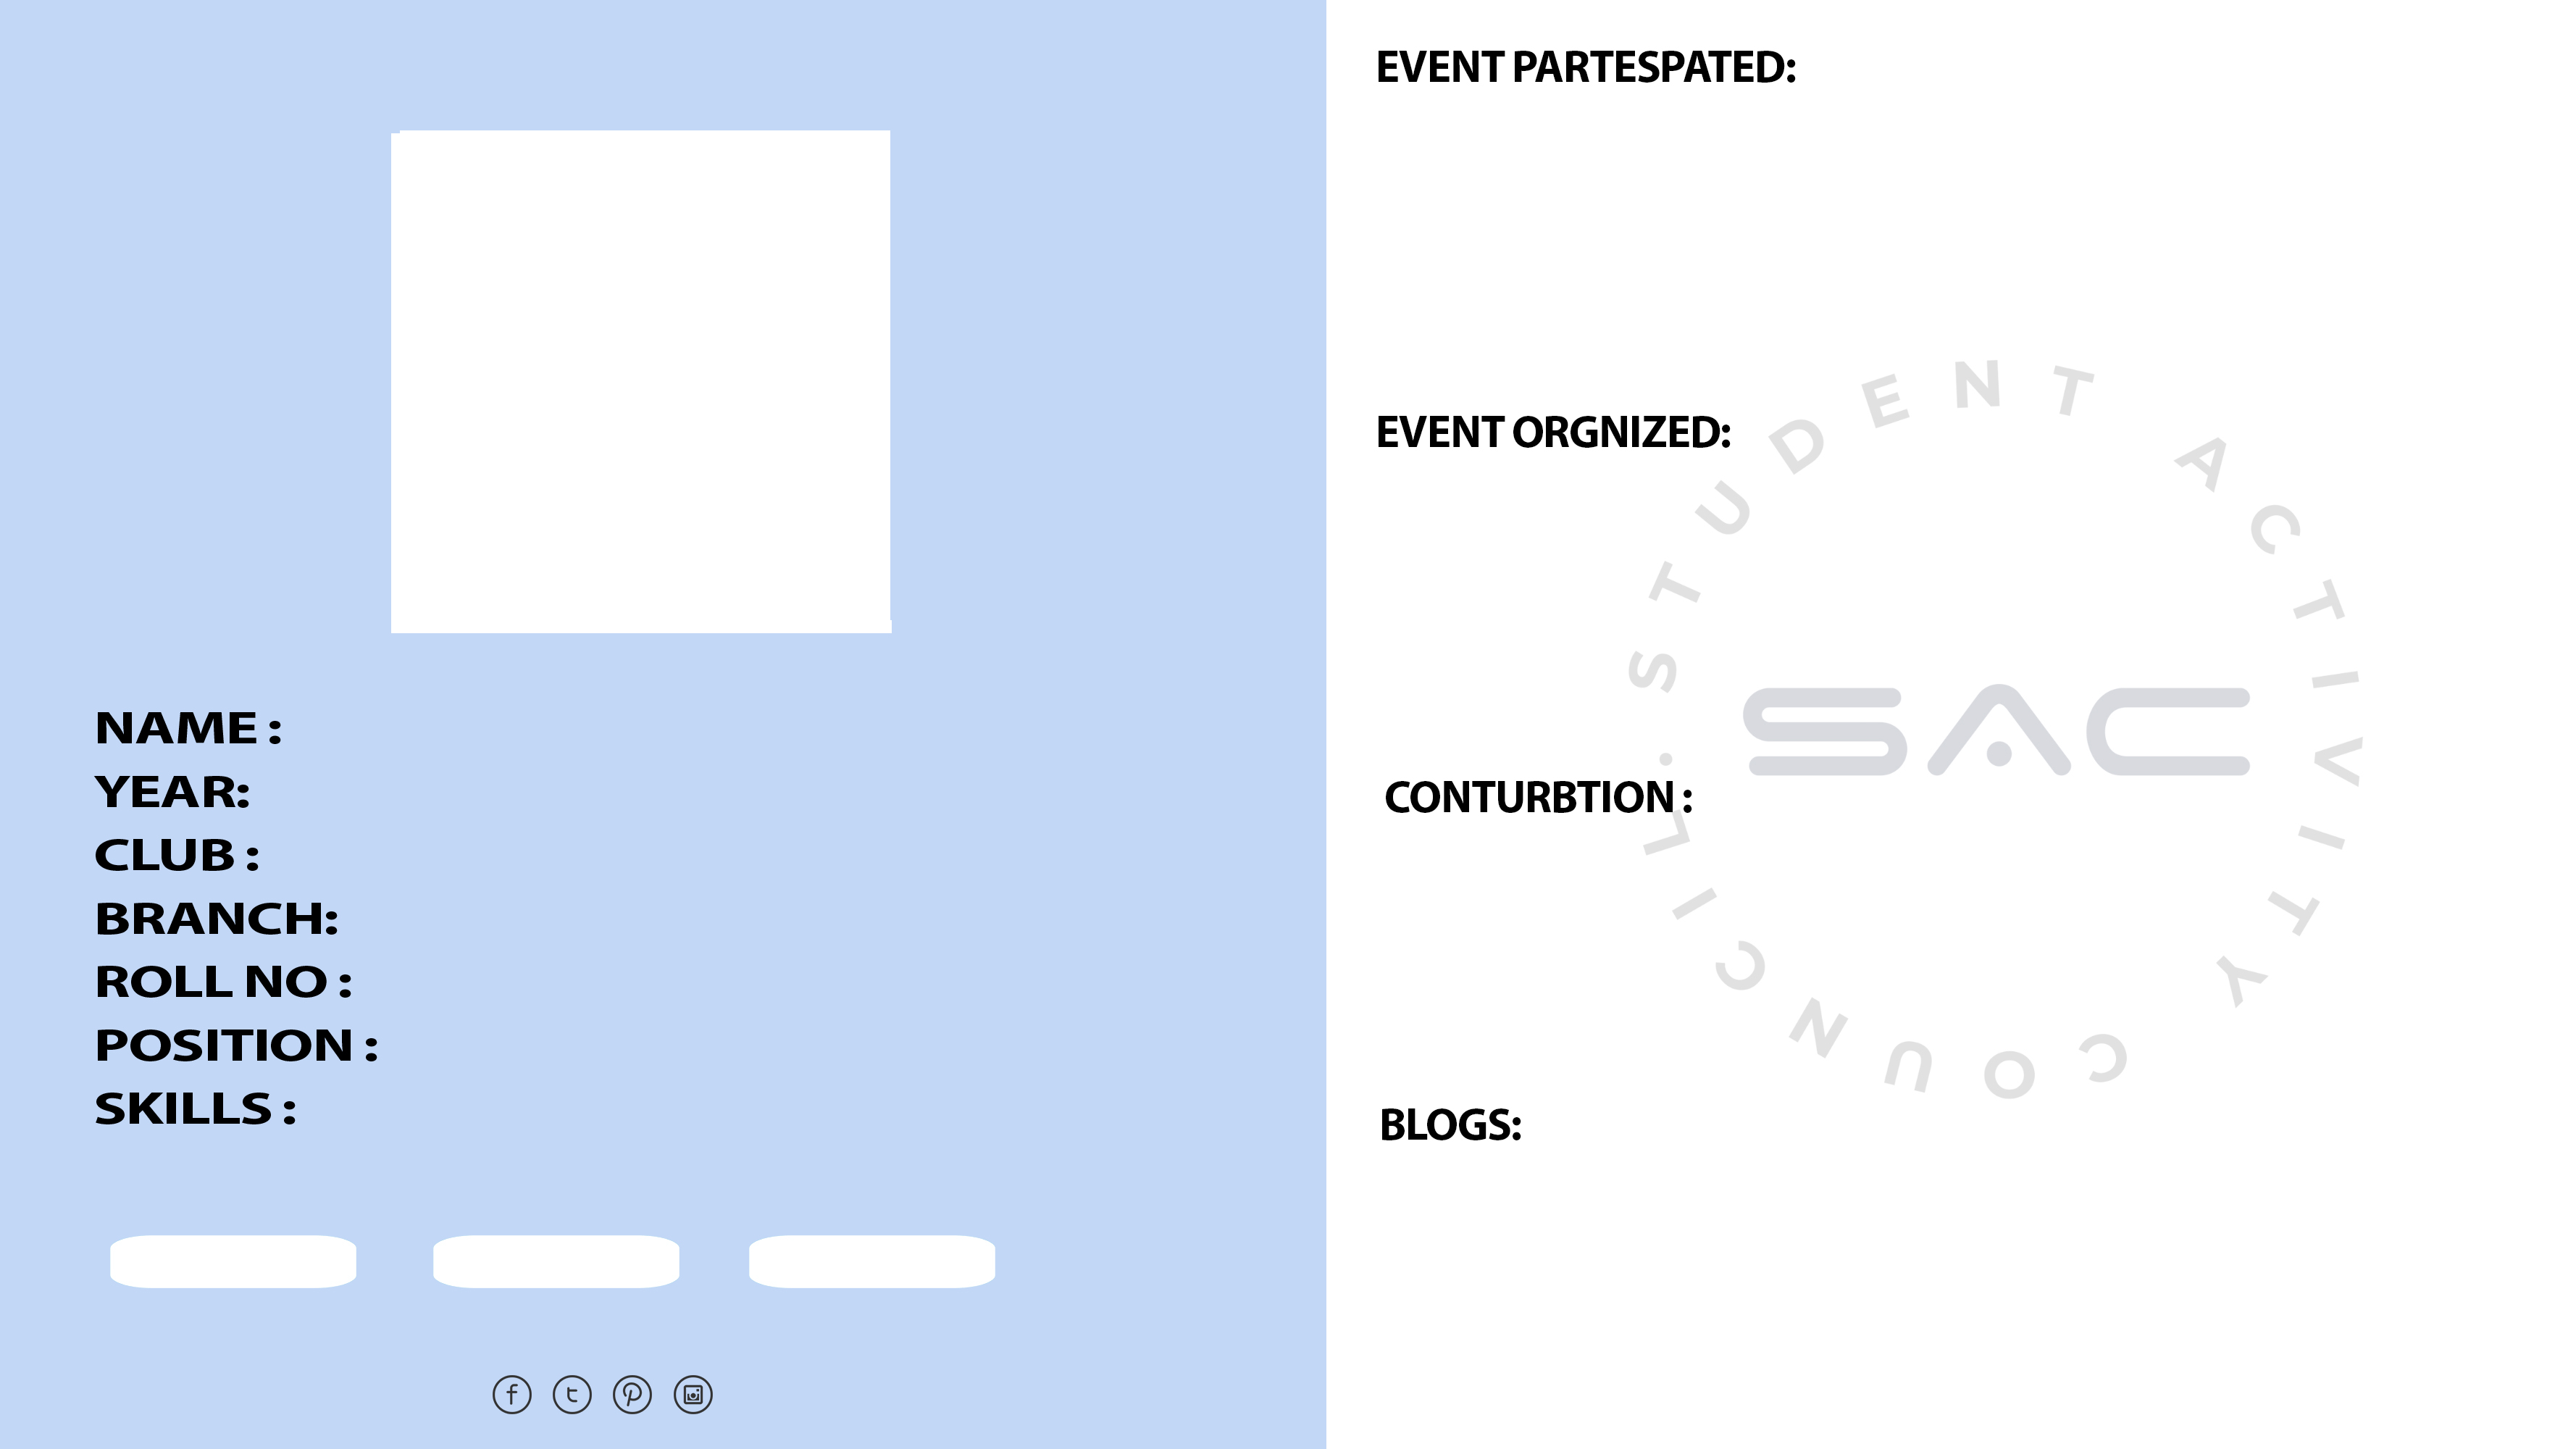 NAME :
YEAR:
CLUB :
BRANCH:
ROLL NO :
POSITION :
SKILLS :
EVENT PARTESPATED:
EVENT ORGNIZED:
CONTURBTION :
BLOGS:
STUDENT ACTIVITY COUNCIL.
SAC